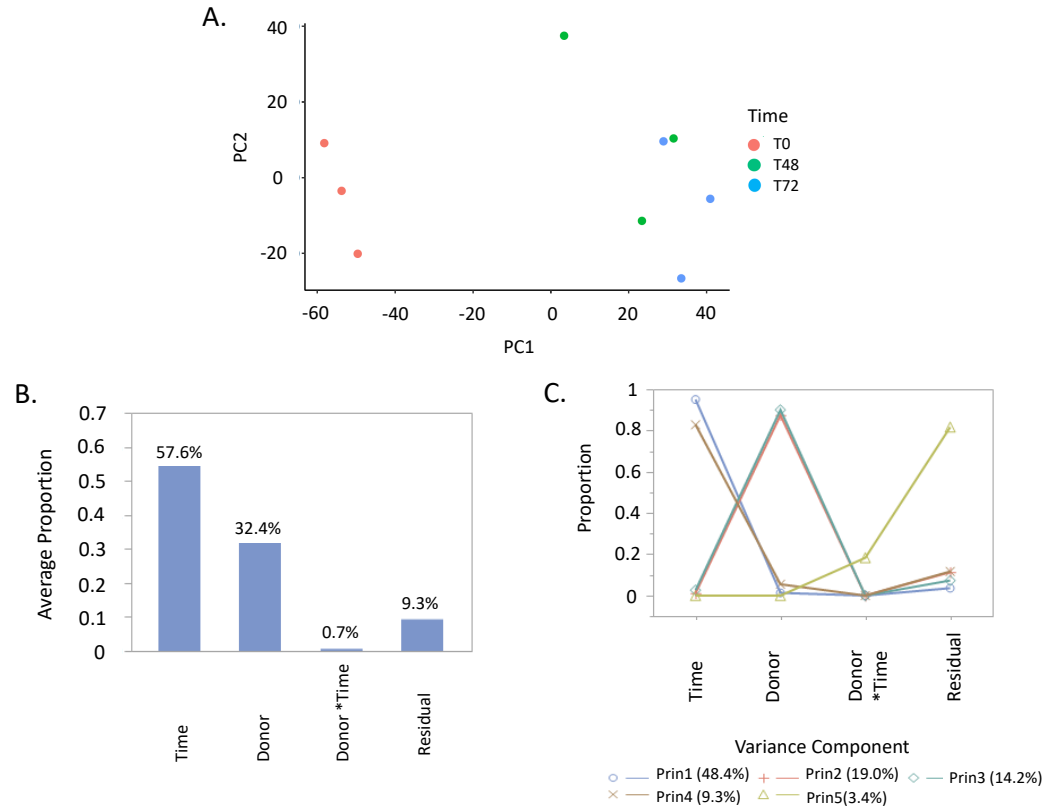 A.
PC2
40
20
0
-20
-60
-40
-20
0
20
40
PC1
Time
T0
T48
T72
B.
Average Proportion
0.7
0.6
0.5
0.4
0.3
0.2
0.1
0
57.6%
32.4%
0.7%
9.3%
Time
Donor
Donor *Time
Residual
C.
Proportion
1
0.8
0.6
0.4
0.2
0
Time
Donor
Donor
*Time
Residual
Variance Component
Prin1 (48.4%)
Prin2 (19.0%)
Prin3 (14.2%)
Prin4 (9.3%)
Prin5(3.4%)